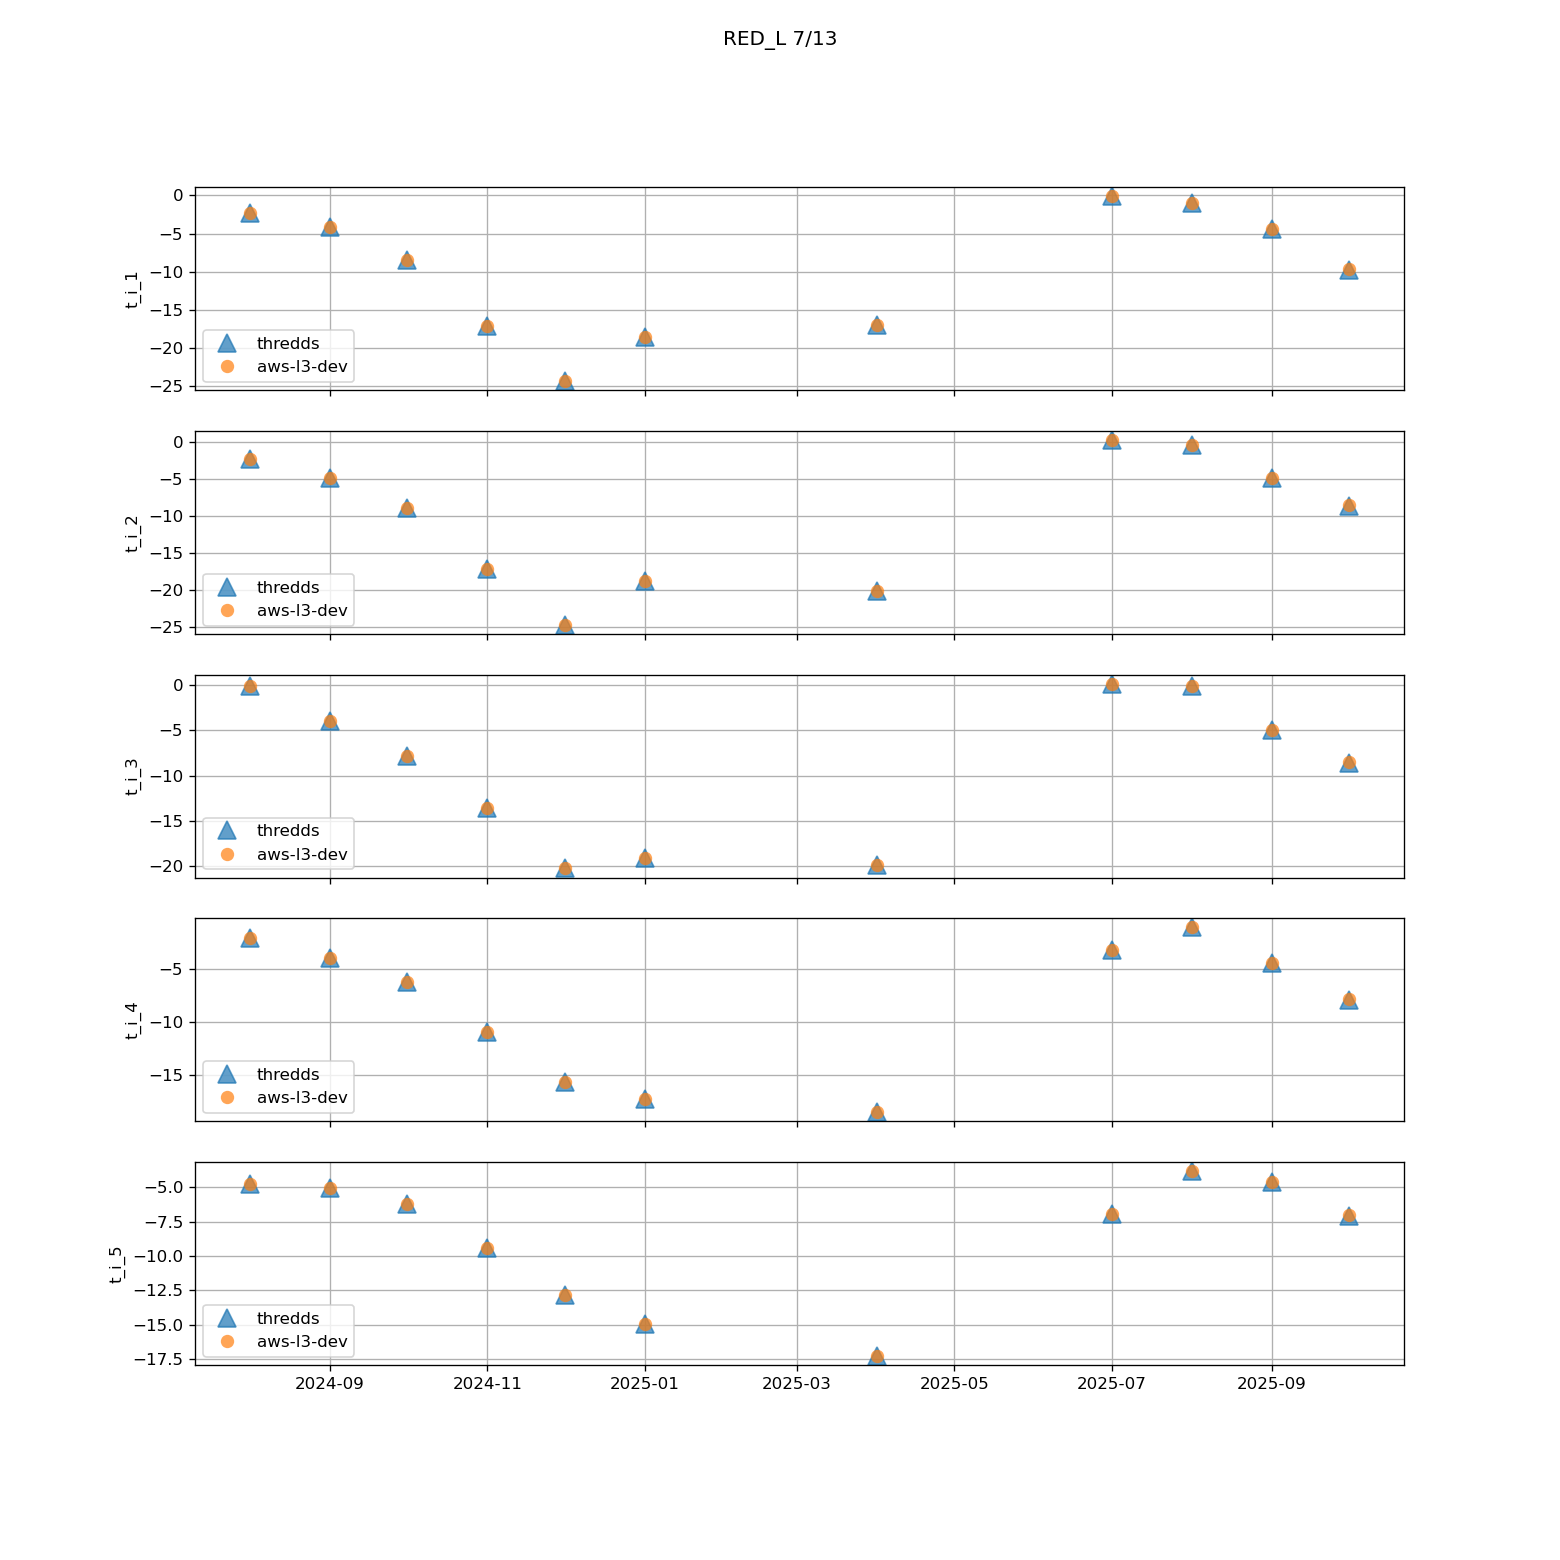 RED_L 7/13
0
−5
−10
−15
−20
−25
t_i_1
thredds
aws-l3-dev
0
−5
−10
−15
−20
−25
t_i_2
thredds
aws-l3-dev
0
−5
−10
−15
−20
t_i_3
thredds
aws-l3-dev
−5
−10
−15
t_i_4
thredds
aws-l3-dev
−5.0
−7.5
−10.0
−12.5
−15.0
−17.5
t_i_5
thredds
aws-l3-dev
2024-09 2024-11 2025-01 2025-03 2025-05 2025-07 2025-09